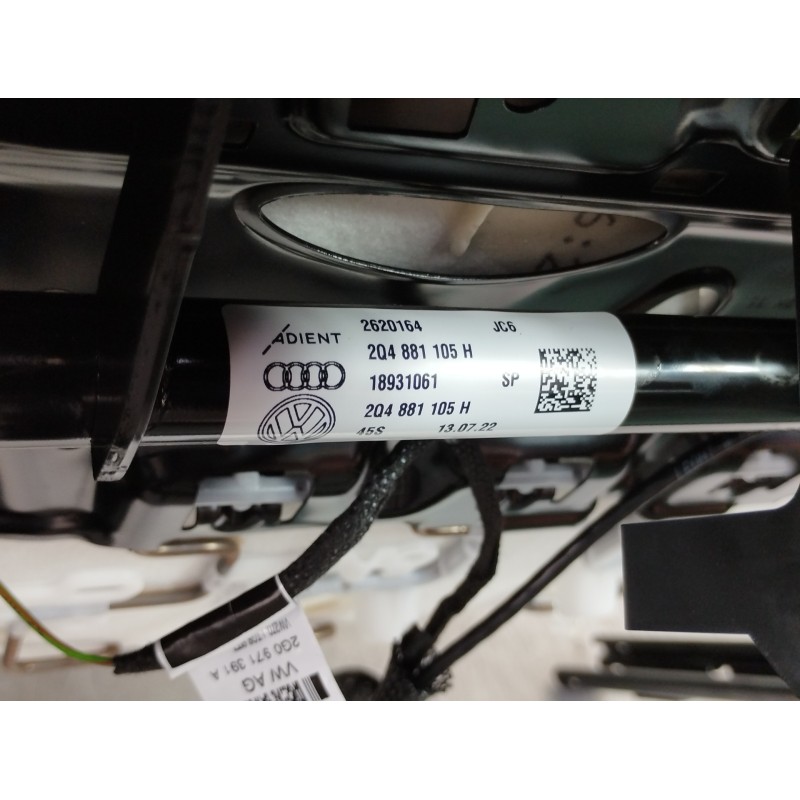 ADIENT 2620164 JC6
2Q4 881 105 H
18931061 SP
2Q4 881 105 H
45S 13.07.22
2G0 971 391 A
VW AG